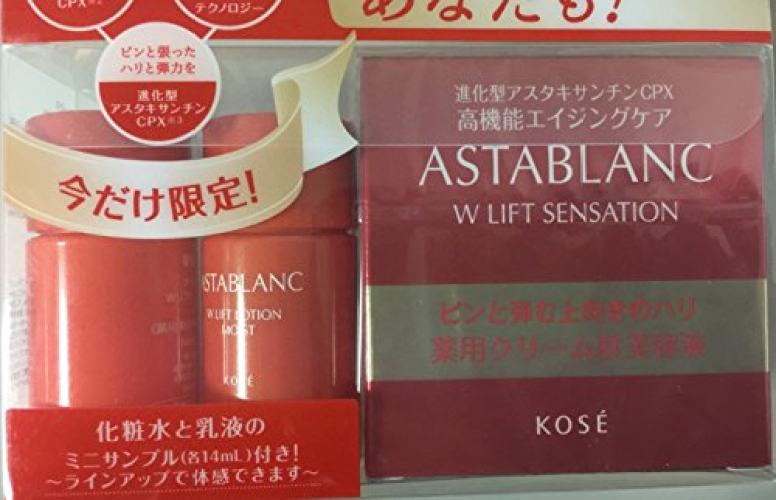 CPX※2
テクノロジー
あなたも!
ピンと張った
ハリと弾力を
進化型
アスタキサンチン
CPX※3
今だけ限定!
進化型アスタキサンチンCPX
高機能エイジングケア
ASTABLANC
W LIFT SENSATION
ピンと弾む上向きのハリ
薬用クリーム状美容液
KOSÉ
ASTABLANC
W LIFT LOTION
MOIST
KOSÉ
化粧水と乳液の
ミニサンプル(各14mL)付き!
〜ラインアップで体感できます〜